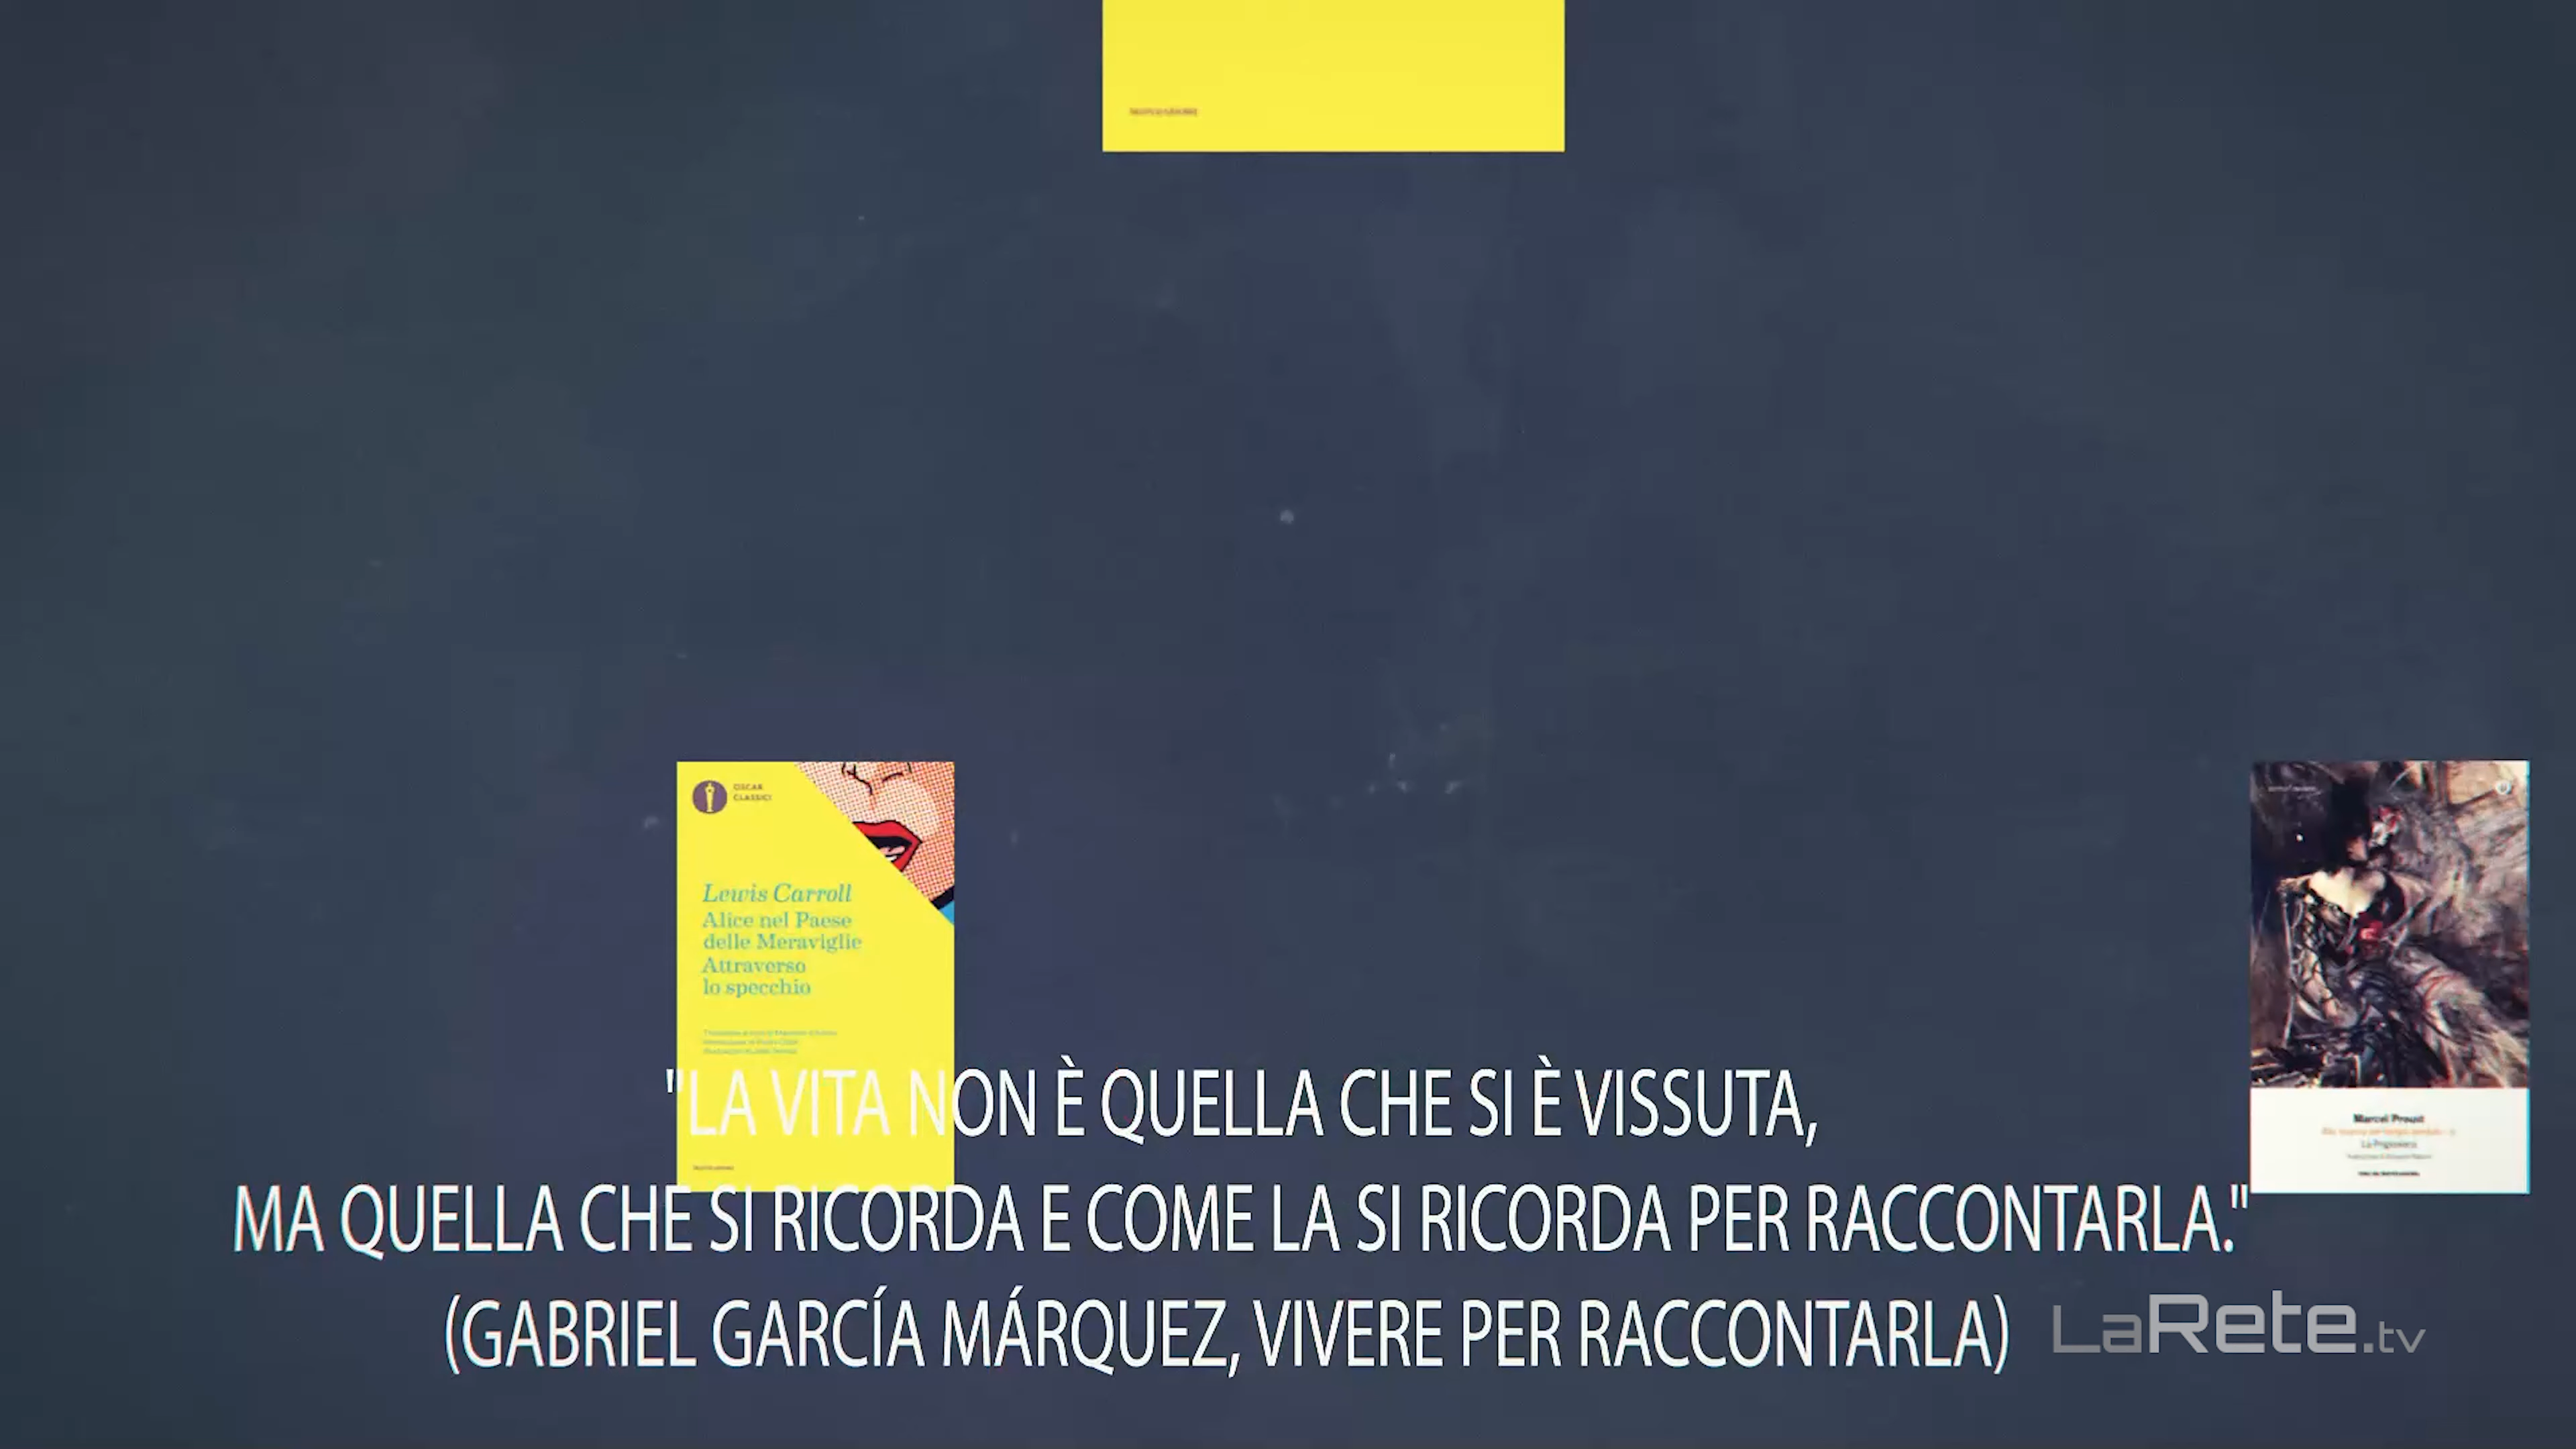 MONDADORI
OSCAR
CLASSICI
Lewis Carroll
Alice nel Paese
delle Meraviglie
Attraverso
lo specchio
Marcel Proust
La Prigioniera
"LA VITA NON È QUELLA CHE SI È VISSUTA,
MA QUELLA CHE SI RICORDA E COME LA SI RICORDA PER RACCONTARLA."
(GABRIEL GARCÍA MÁRQUEZ, VIVERE PER RACCONTARLA)
LaRete.tv